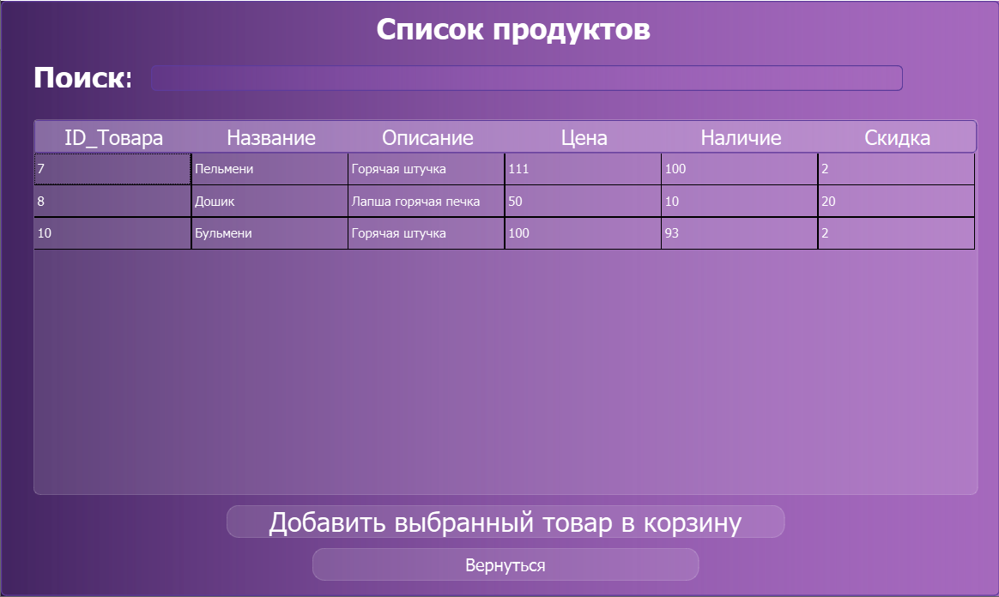 Список продуктов
Поиск:
ID_Товара Название Описание Цена Наличие Скидка
7 Пельмени Горячая штучка 111 100 2
8 Дошик Лапша горячая печка 50 10 20
10 Бульмени Горячая штучка 100 93 2
Добавить выбранный товар в корзину
Вернуться